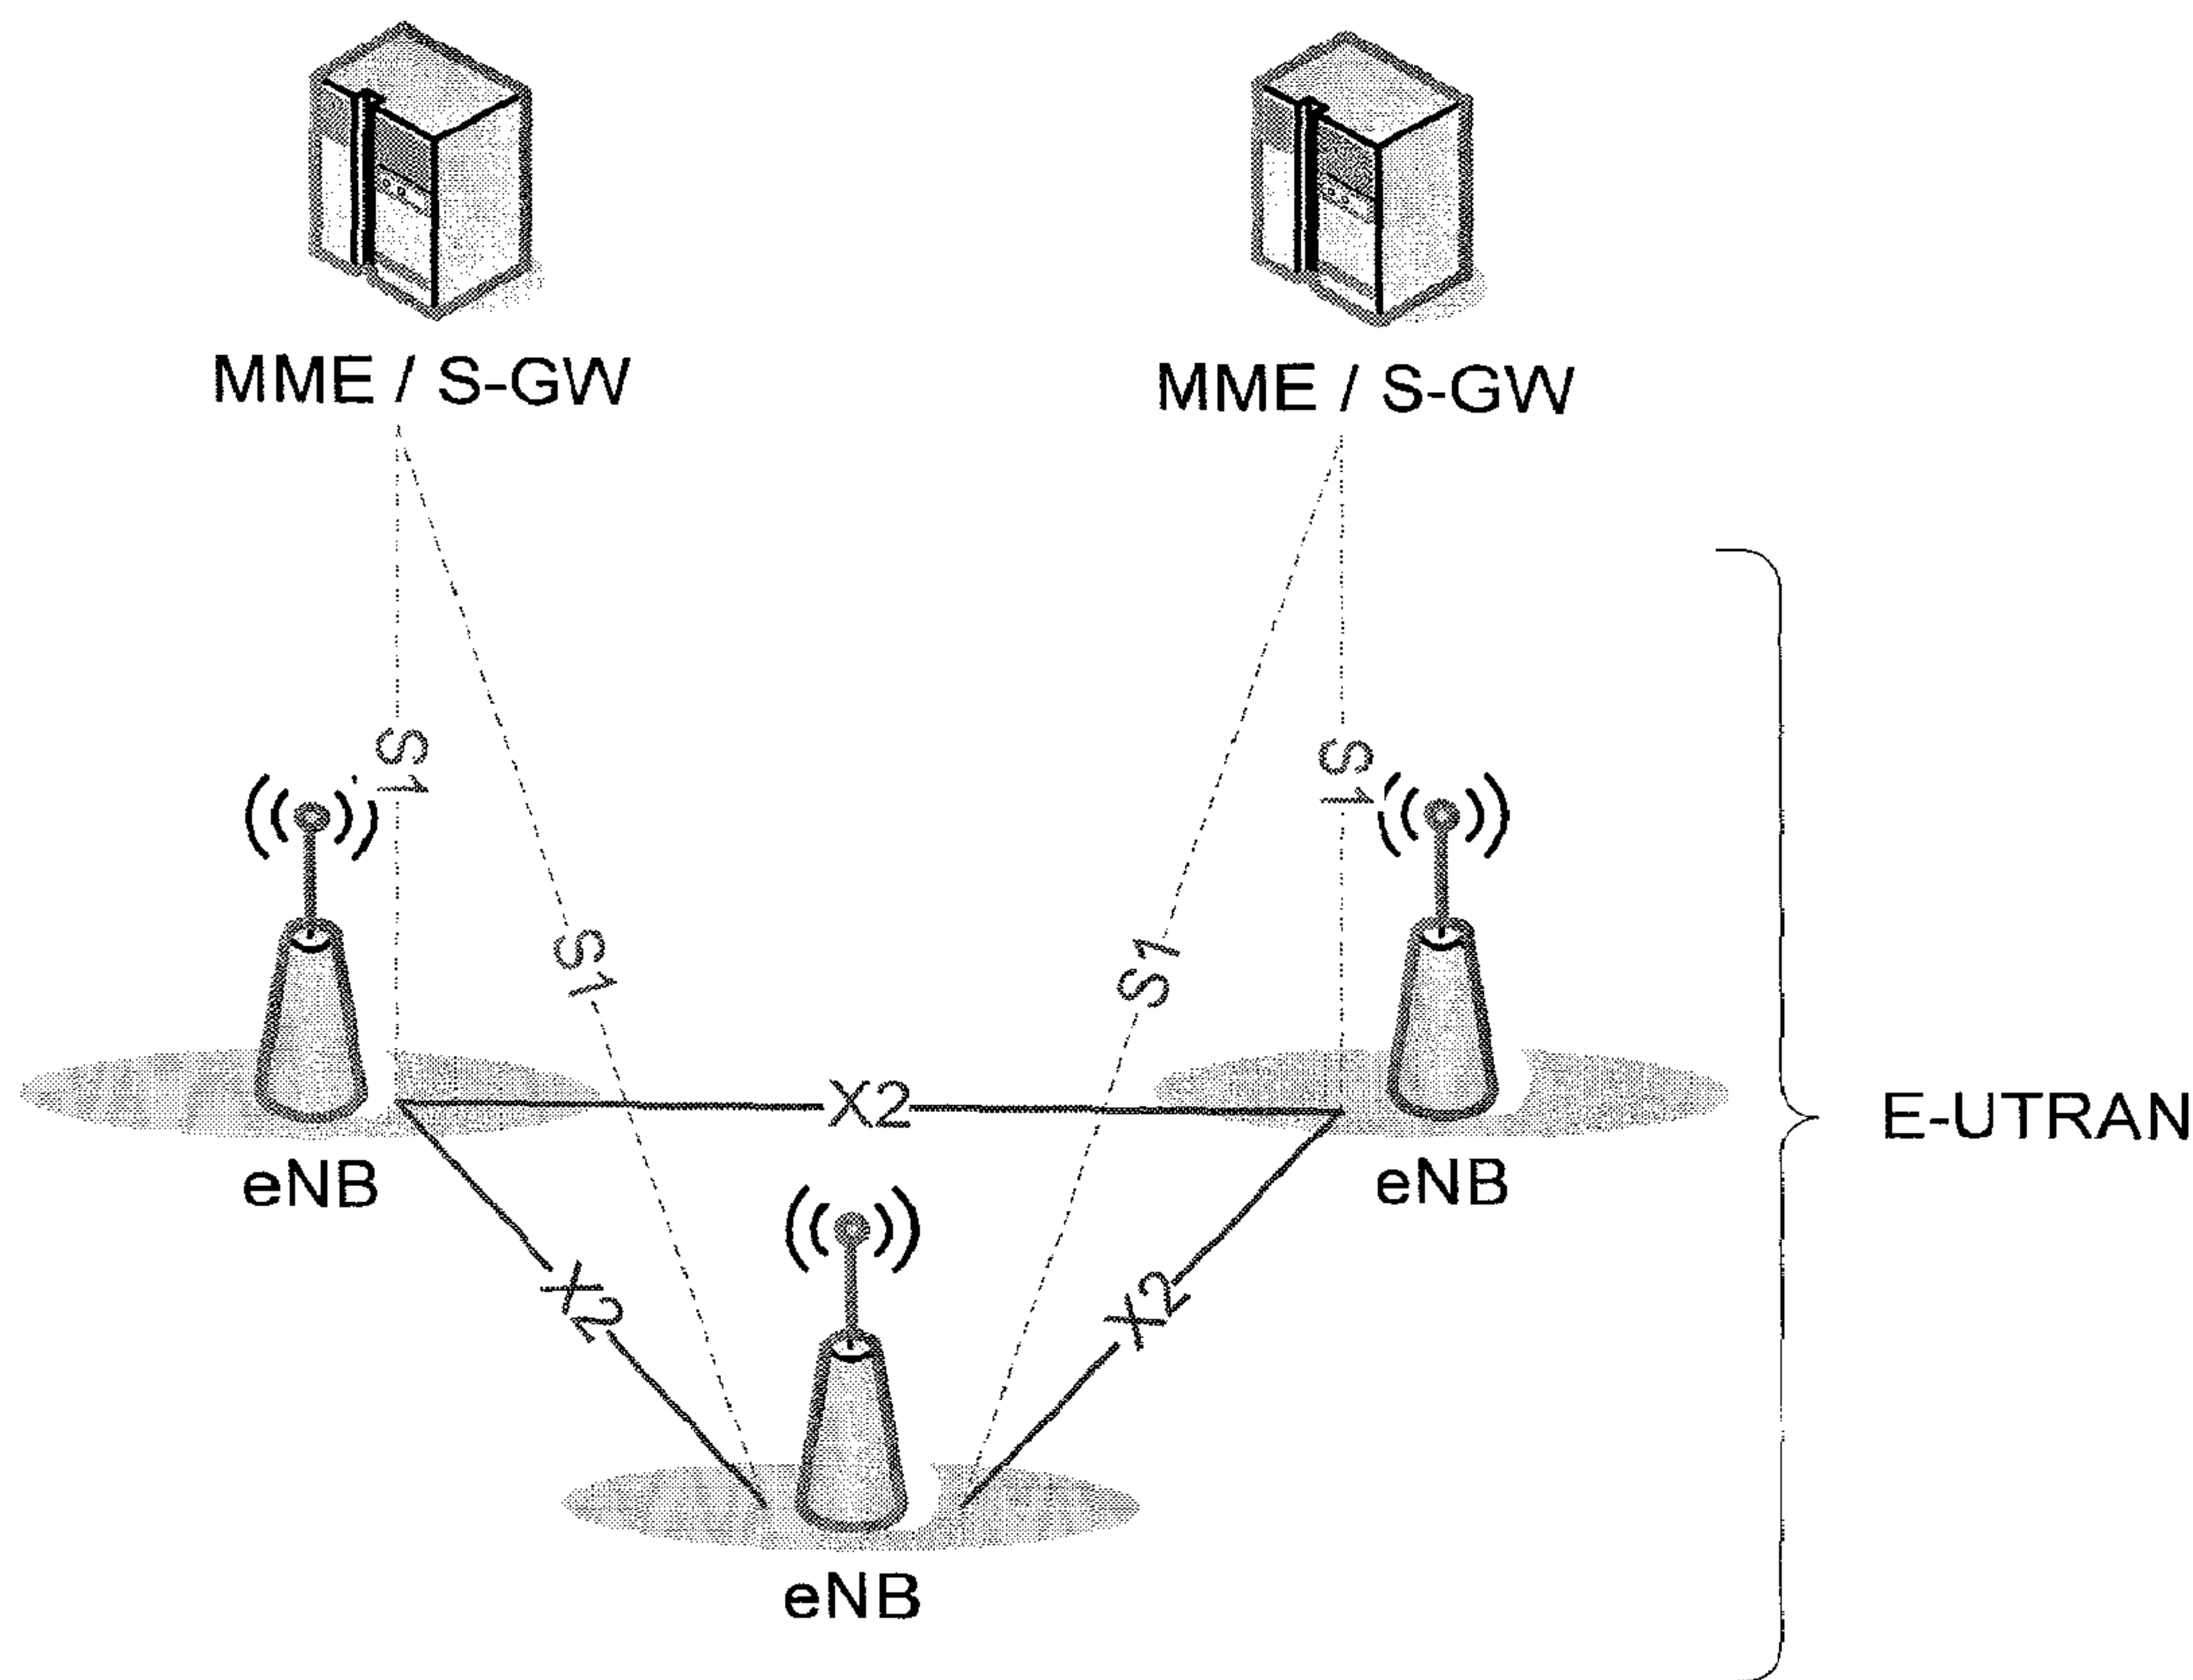 MME / S-GW
MME / S-GW
S1
S1
S1
S1
X2
E-UTRAN
eNB
eNB
X2
X2
eNB